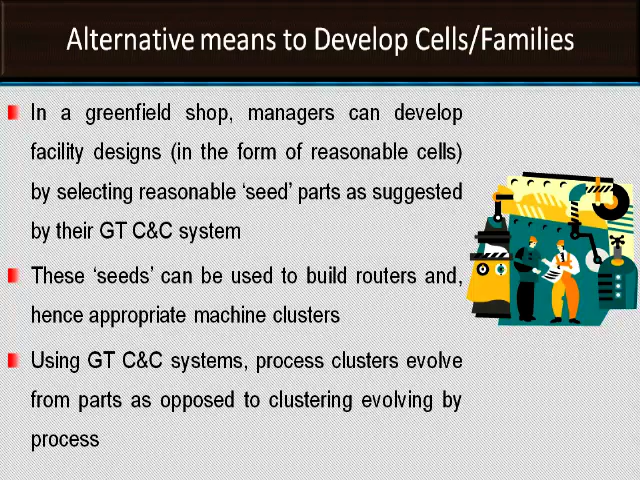 Alternative means to Develop Cells/Families
In a greenfield shop, managers can develop
facility designs (in the form of reasonable cells)
by selecting reasonable ‘seed’ parts as suggested
by their GT C&C system
These ‘seeds’ can be used to build routers and,
hence appropriate machine clusters
Using GT C&C systems, process clusters evolve
from parts as opposed to clustering evolving by
process